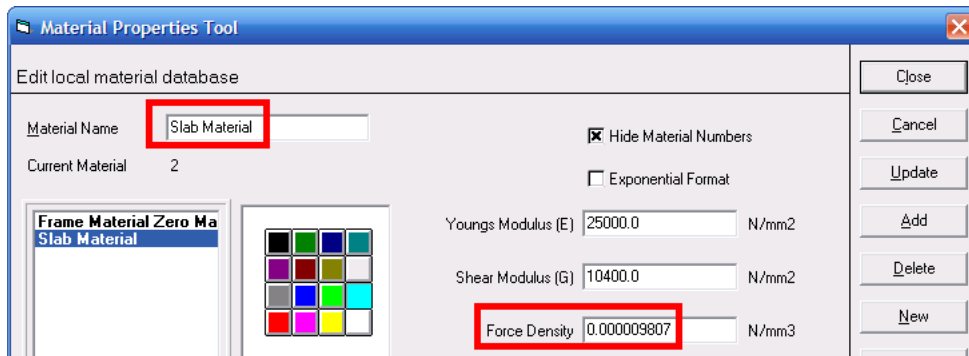 Material Properties Tool
Edit local material database
Close
Material Name Slab Material
Hide Material Numbers
Cancel
Current Material 2
Exponential Format
Update
Frame Material Zero Ma
Slab Material
Youngs Modulus (E) 25000.0 N/mm2
Add
Shear Modulus (G) 10400.0 N/mm2
Delete
Force Density 0.000009807 N/mm3
New